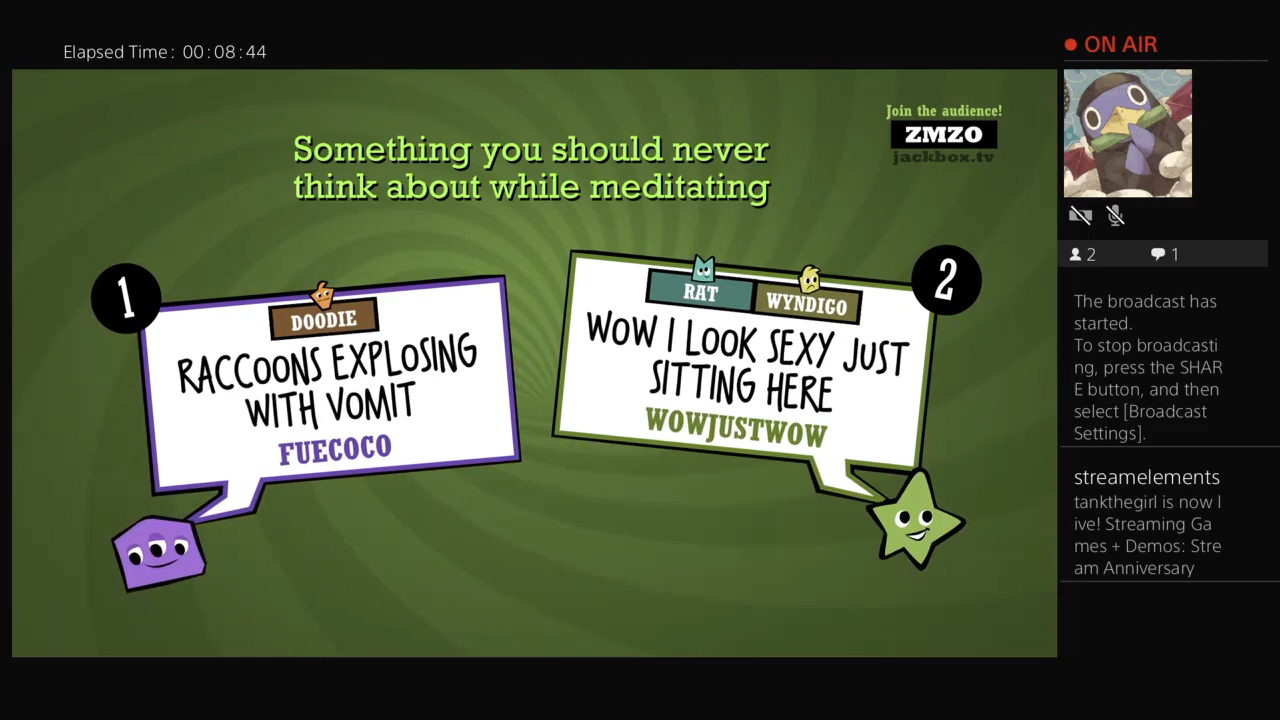 Elapsed Time: 00:08:44
ON AIR
Join the audience!
ZMZO
jackbox.tv
Something you should never
think about while meditating
1
DOODIE
RACCOONS EXPLOSING
WITH VOMIT
FUECOCO
2
RAT
WYNDIGO
WOW I LOOK SEXY JUST
SITTING HERE
WOWJUSTWOW
2
1
The broadcast has
started.
To stop broadcasti
ng, press the SHAR
E button, and then
select [Broadcast
Settings].
streamelements
tankthegirl is now l
ive! Streaming Ga
mes + Demos: Stre
am Anniversary